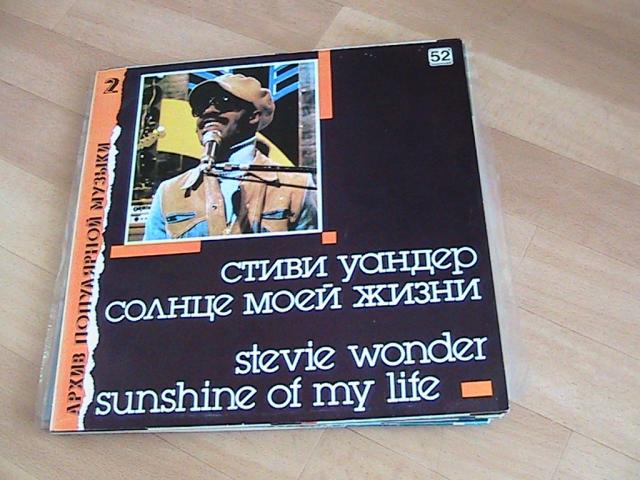 52
2
АРХИВ ПОПУЛЯРНОЙ МУЗЫКИ
стиви уандер
солнце моей жизни
stevie wonder
sunshine of my life